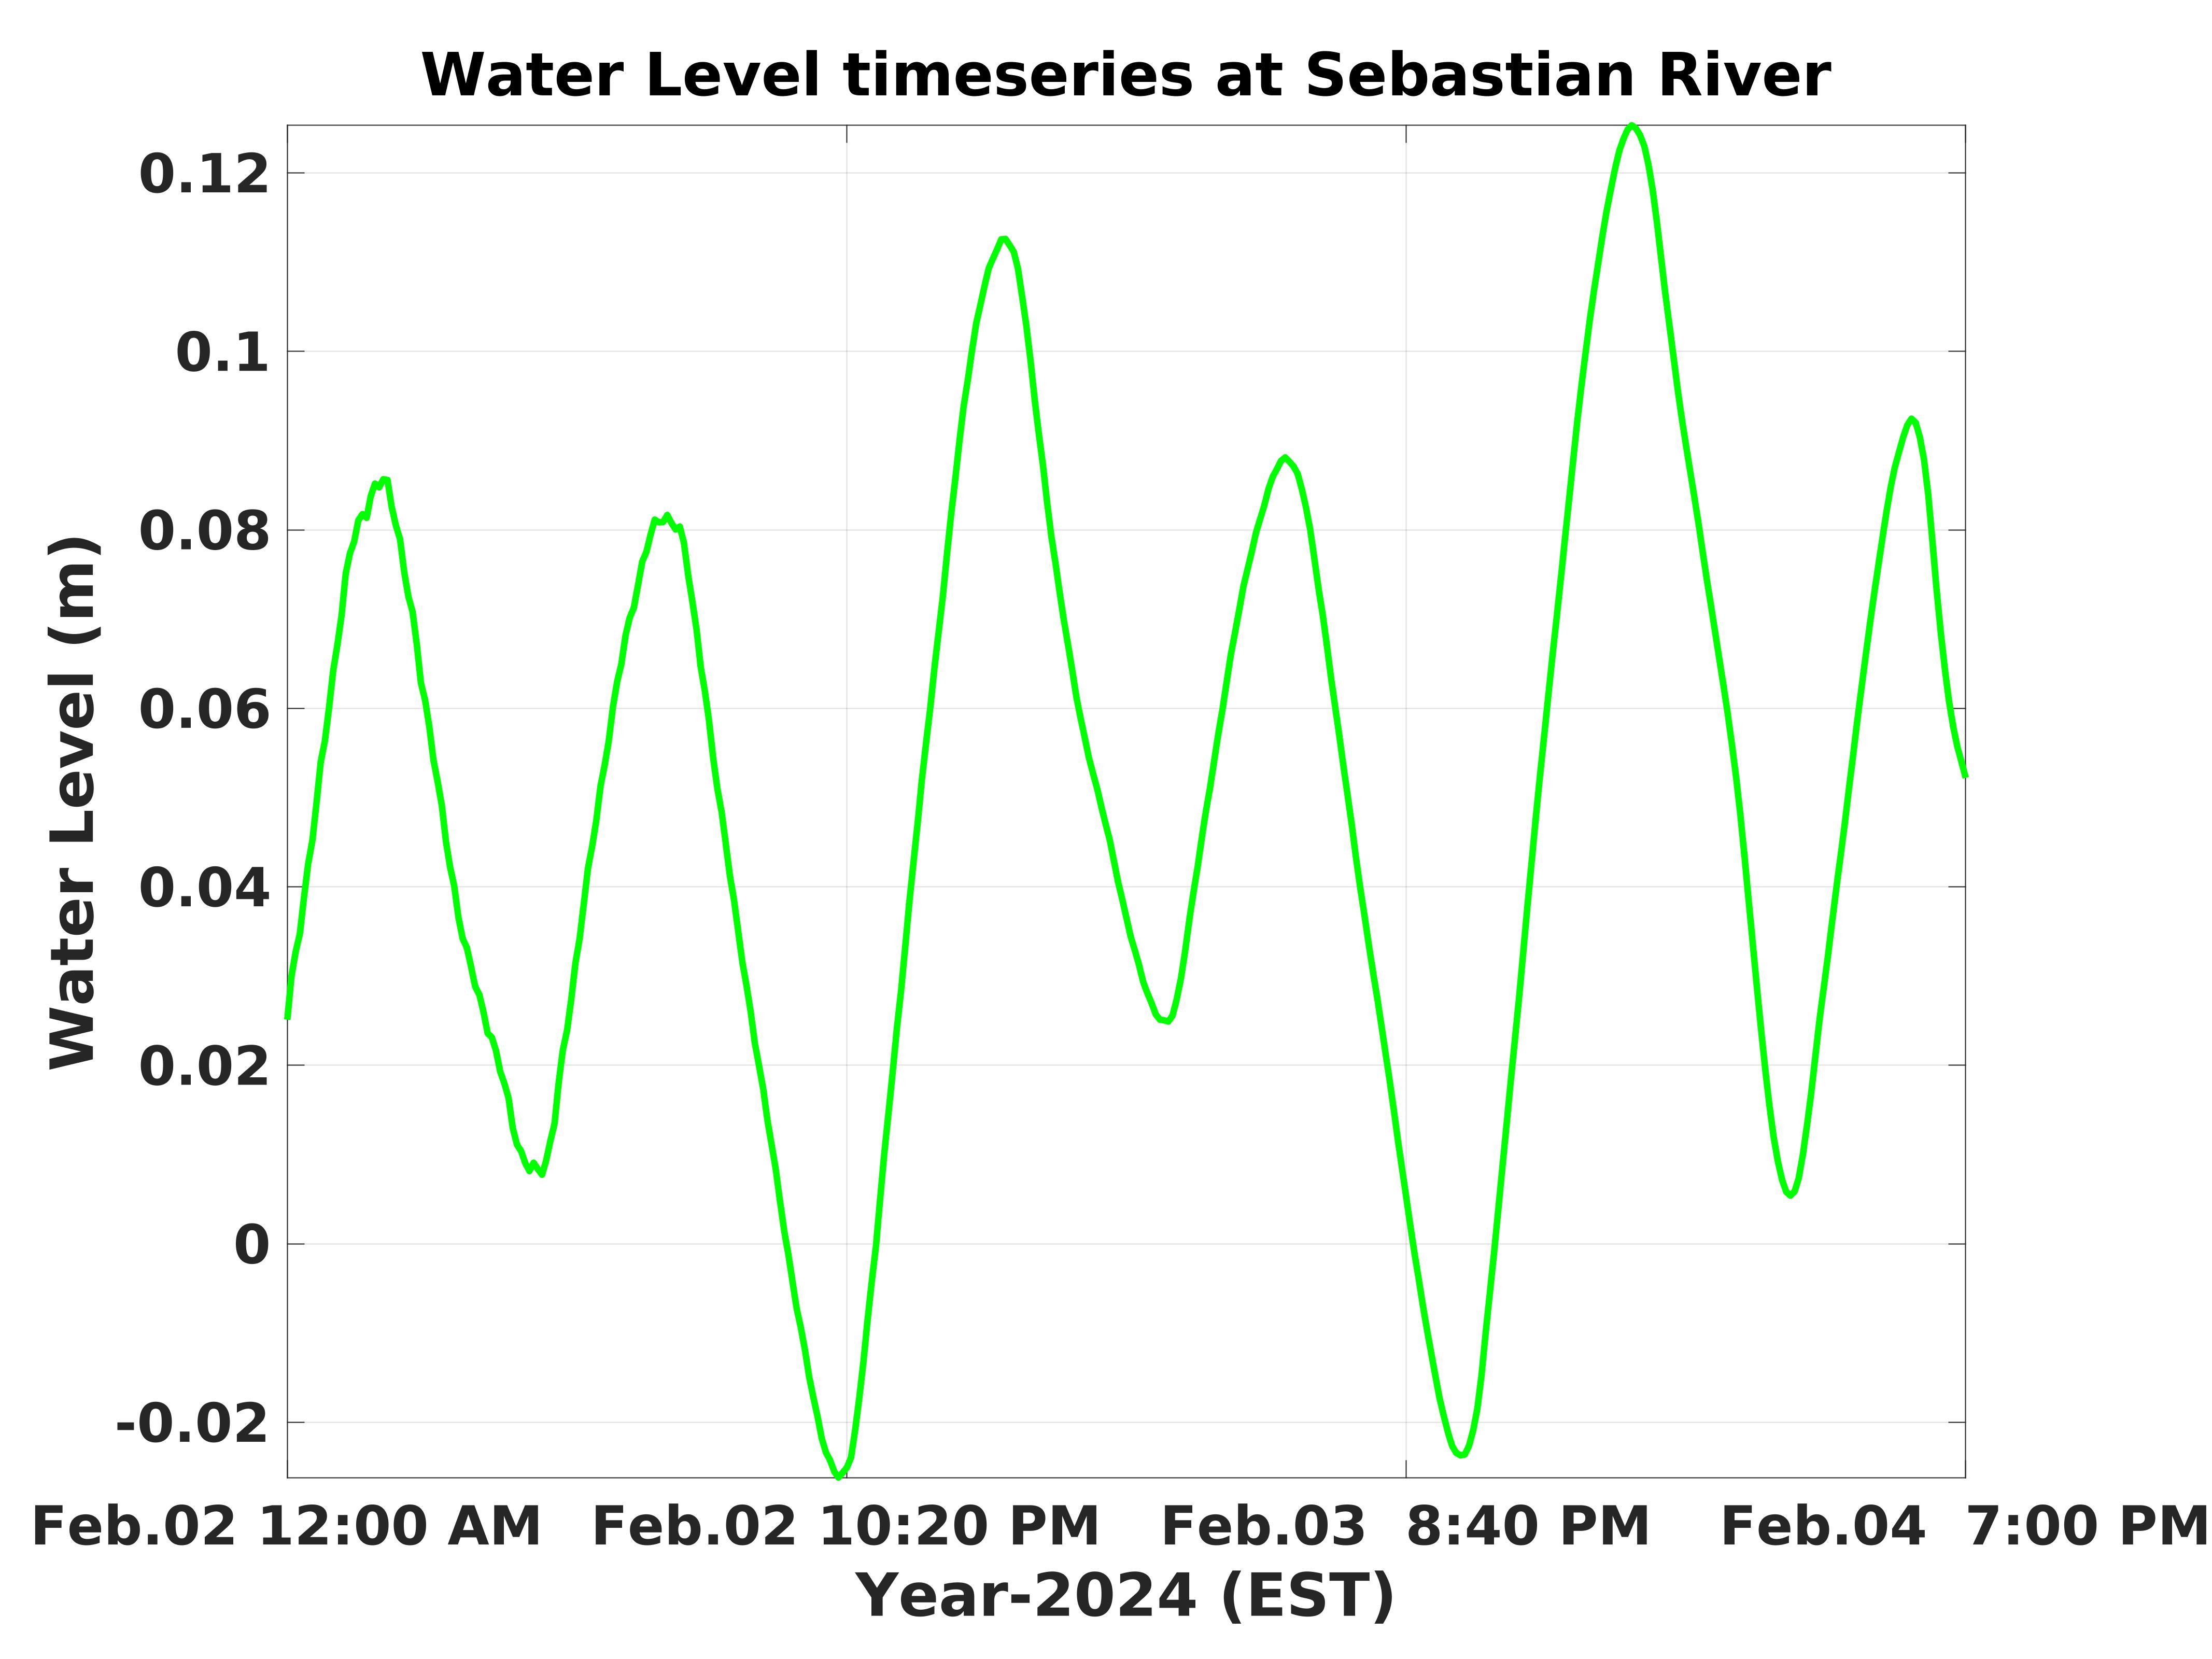 Water Level timeseries at Sebastian River
0.12
0.1
0.08
0.06
0.04
0.02
0
-0.02
Water Level (m)
Feb.02 12:00 AM Feb.02 10:20 PM Feb.03 8:40 PM Feb.04 7:00 PM
Year-2024 (EST)